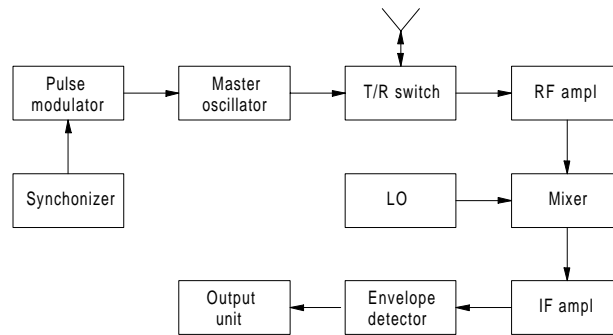 Pulse
modulator
Master
oscillator
T/R switch
RF ampl
Synchonizer
LO
Mixer
Output
unit
Envelope
detector
IF ampl